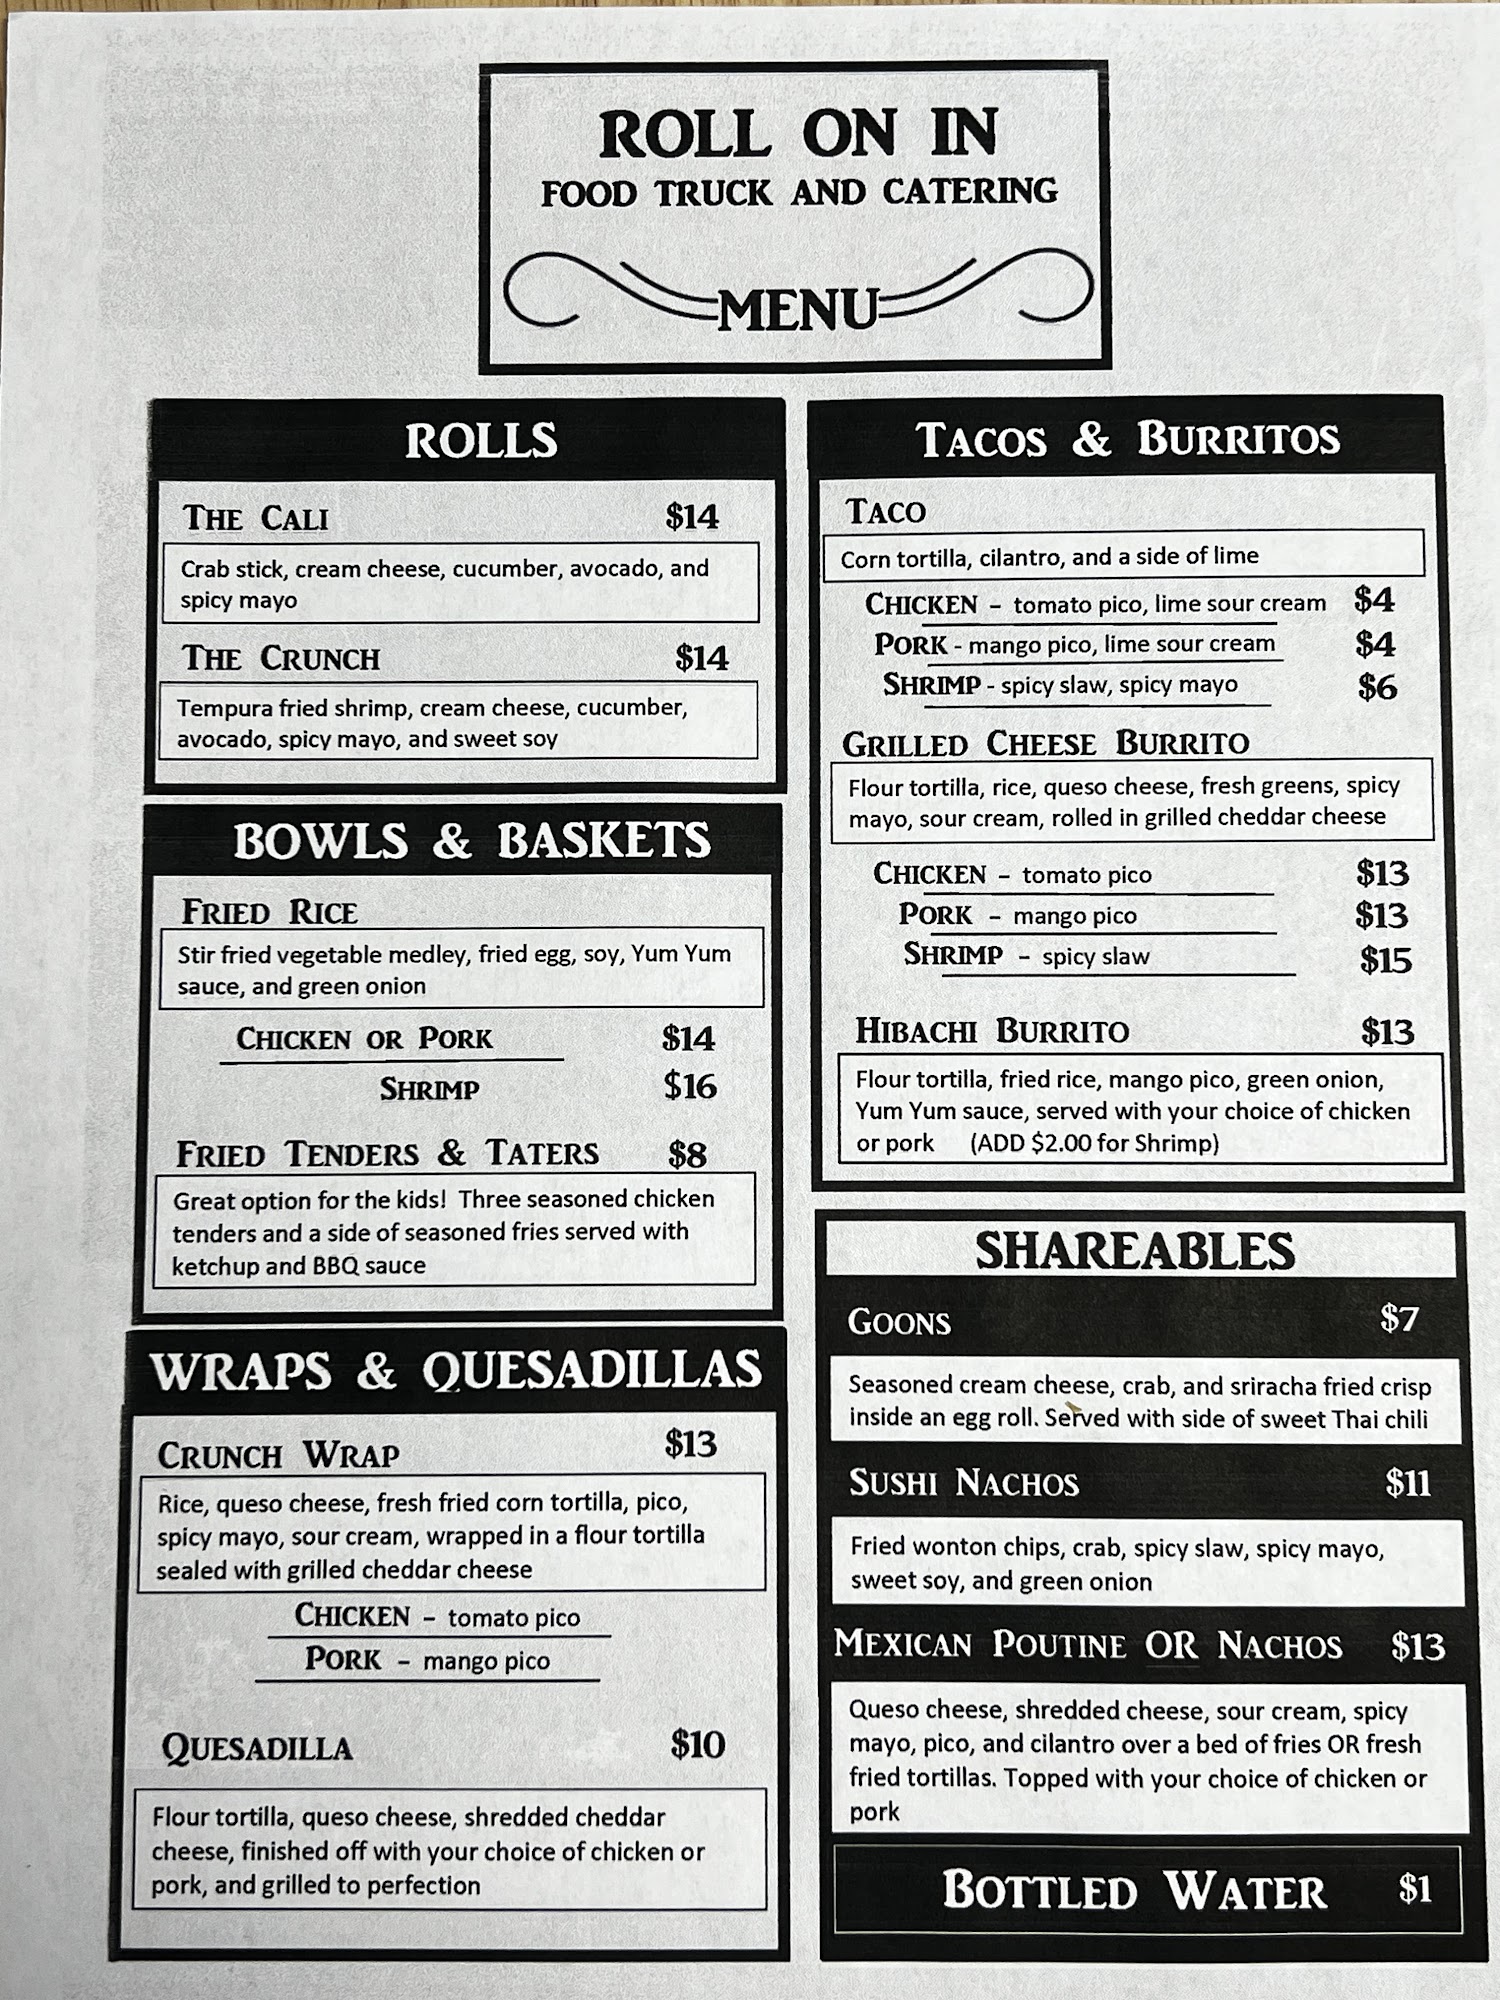 ROLL ON IN
FOOD TRUCK AND CATERING
MENU
ROLLS
THE CALI $14
Crab stick, cream cheese, cucumber, avocado, and
spicy mayo
THE CRUNCH $14
Tempura fried shrimp, cream cheese, cucumber,
avocado, spicy mayo, and sweet soy
BOWLS & BASKETS
FRIED RICE
Stir fried vegetable medley, fried egg, soy, Yum Yum
sauce, and green onion
CHICKEN OR PORK $14
SHRIMP $16
FRIED TENDERS & TATERS $8
Great option for the kids! Three seasoned chicken
tenders and a side of seasoned fries served with
ketchup and BBQ sauce
WRAPS & QUESADILLAS
CRUNCH WRAP $13
Rice, queso cheese, fresh fried corn tortilla, pico,
spicy mayo, sour cream, wrapped in a flour tortilla
sealed with grilled cheddar cheese
CHICKEN – tomato pico
PORK – mango pico
QUESADILLA $10
Flour tortilla, queso cheese, shredded cheddar
cheese, finished off with your choice of chicken or
pork, and grilled to perfection
TACOS & BURRITOS
TACO
Corn tortilla, cilantro, and a side of lime
CHICKEN – tomato pico, lime sour cream $4
PORK - mango pico, lime sour cream $4
SHRIMP - spicy slaw, spicy mayo $6
GRILLED CHEESE BURRITO
Flour tortilla, rice, queso cheese, fresh greens, spicy
mayo, sour cream, rolled in grilled cheddar cheese
CHICKEN – tomato pico $13
PORK – mango pico $13
SHRIMP – spicy slaw $15
HIBACHI BURRITO $13
Flour tortilla, fried rice, mango pico, green onion,
Yum Yum sauce, served with your choice of chicken
or pork (ADD $2.00 for Shrimp)
SHAREABLES
GOONS $7
Seasoned cream cheese, crab, and sriracha fried crisp
inside an egg roll. Served with side of sweet Thai chili
SUSHI NACHOS $11
Fried wonton chips, crab, spicy slaw, spicy mayo,
sweet soy, and green onion
MEXICAN POUTINE OR NACHOS $13
Queso cheese, shredded cheese, sour cream, spicy
mayo, pico, and cilantro over a bed of fries OR fresh
fried tortillas. Topped with your choice of chicken or
pork
BOTTLED WATER $1